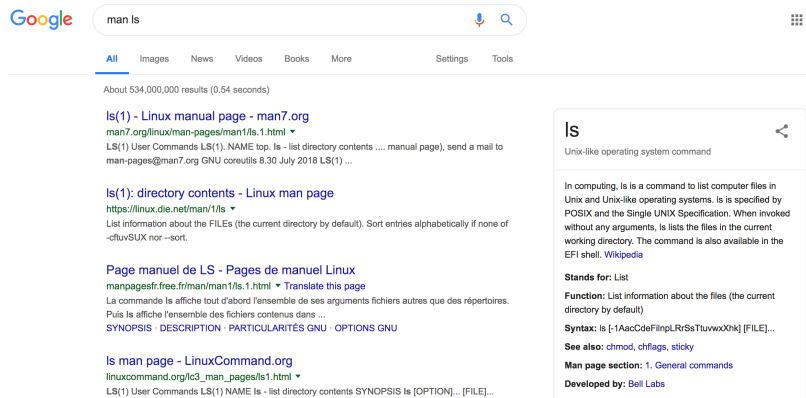 Google
man ls
All Images News Videos Books More Settings Tools
About 534,000,000 results (0.54 seconds)
ls(1) - Linux manual page - man7.org
man7.org/linux/man-pages/man1/ls.1.html
LS(1) User Commands LS(1). NAME top. ls - list directory contents .... manual page), send a mail to
man-pages@man7.org GNU coreutils 8.30 July 2018 LS(1) ...
ls(1): directory contents - Linux man page
https://linux.die.net/man/1/ls
List information about the FILEs (the current directory by default). Sort entries alphabetically if none of
-cftuvSUX nor --sort.
Page manuel de LS - Pages de manuel Linux
manpagesfr.free.fr/man/man1/ls.1.html Translate this page
La commande ls affiche tout d'abord l'ensemble de ses arguments fichiers autres que des répertoires.
Puis ls affiche l'ensemble des fichiers contenus dans ...
SYNOPSIS · DESCRIPTION · PARTICULARITÉS GNU · OPTIONS GNU
ls man page - LinuxCommand.org
linuxcommand.org/lc3_man_pages/ls1.html
LS(1) User Commands LS(1) NAME ls - list directory contents SYNOPSIS ls [OPTION]... [FILE]...
ls
Unix-like operating system command
In computing, ls is a command to list computer files in
Unix and Unix-like operating systems. ls is specified by
POSIX and the Single UNIX Specification. When invoked
without any arguments, ls lists the files in the current
working directory. The command is also available in the
EFI shell. Wikipedia
Stands for: List
Function: List information about the files (the current
directory by default)
Syntax: ls [-1AacCdeFilnpLRrSsTtuvwxXhk] [FILE]...
See also: chmod, chflags, sticky
Man page section: 1. General commands
Developed by: Bell Labs